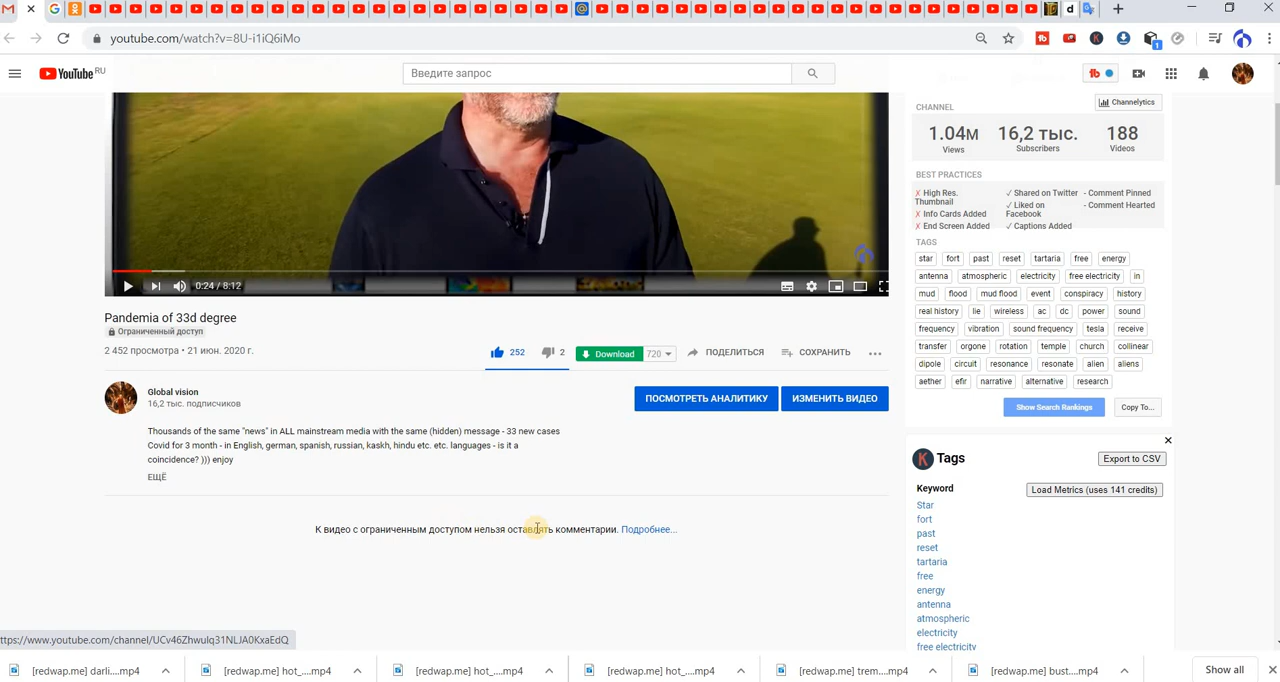 youtube.com/watch?v=8U-i1iQ6iMo
YouTube RU
Введите запрос
0:24 / 8:12
Pandemia of 33d degree
Ограниченный доступ
2 452 просмотра • 21 июн. 2020 г.
252
2
Download
720
ПОДЕЛИТЬСЯ
СОХРАНИТЬ
Global vision
16,2 тыс. подписчиков
ПОСМОТРЕТЬ АНАЛИТИКУ
ИЗМЕНИТЬ ВИДЕО
Thousands of the same "news" in ALL mainstream media with the same (hidden) message - 33 new cases
Covid for 3 month - in English, german, spanish, russian, kaskh, hindu etc. etc. languages - is it a
coincidence? ))) enjoy
ЕЩЁ
К видео с ограниченным доступом нельзя оставлять комментарии. Подробнее...
CHANNEL
Channelytics
1.04M 16,2 тыс. 188
Views Subscribers Videos
BEST PRACTICES
✗ High Res. Thumbnail
✗ Info Cards Added
✗ End Screen Added
✓ Shared on Twitter
✓ Liked on Facebook
✓ Captions Added
- Comment Pinned
- Comment Hearted
TAGS
star fort past reset tartaria free energy
antenna atmospheric electricity free electricity in
mud flood mud flood event conspiracy history
real history lie wireless ac dc power sound
frequency vibration sound frequency tesla receive
transfer orgone rotation temple church collinear
dipole circuit resonance resonate alien aliens
aether efir narrative alternative research
Show Search Rankings
Copy To...
K Tags
Export to CSV
Keyword
Load Metrics (uses 141 credits)
Star
fort
past
reset
tartaria
free
energy
antenna
atmospheric
electricity
free electricity
ttps://www.youtube.com/channel/UCv46Zhwulq31NLJA0KxaEdQ
[redwap.me] darli....mp4
[redwap.me] hot_....mp4
[redwap.me] hot_....mp4
[redwap.me] hot_....mp4
[redwap.me] trem....mp4
[redwap.me] bust....mp4
Show all